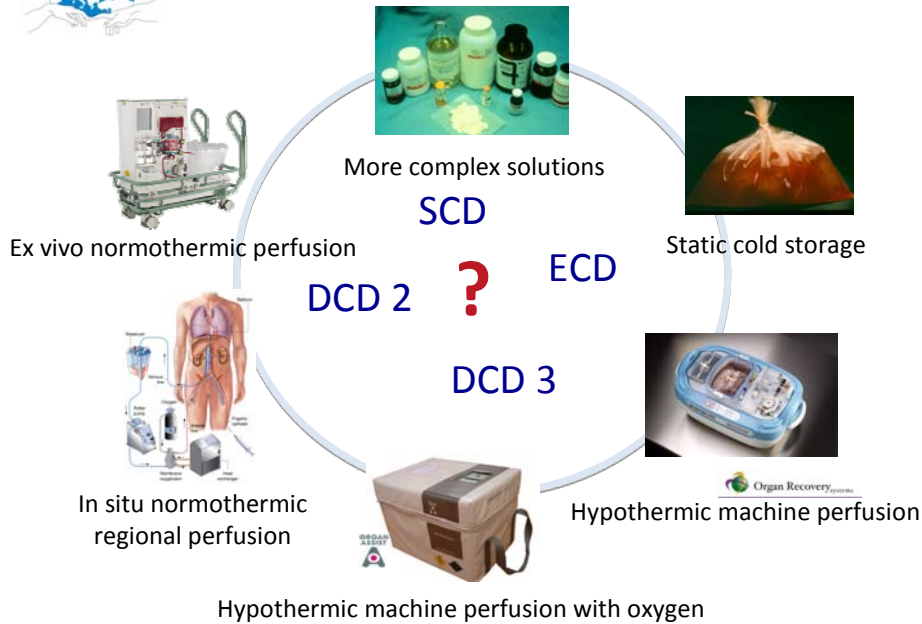 More complex solutions
SCD
Ex vivo normothermic perfusion
Static cold storage
ECD
DCD 2
?
DCD 3
In situ normothermic
regional perfusion
Organ Recovery systems
Hypothermic machine perfusion
ORGAN
ASSIST
Hypothermic machine perfusion with oxygen